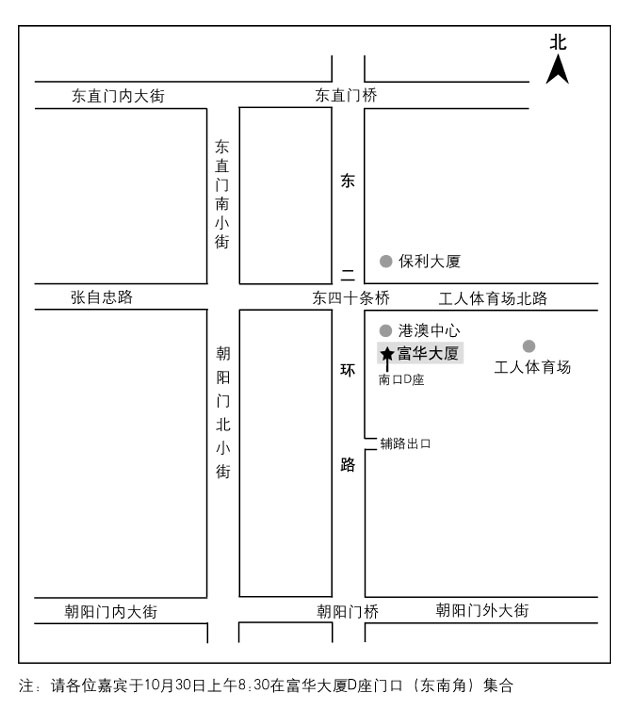 北
东直门内大街
东直门桥
东直门南小街
东二环路
保利大厦
张自忠路
东四十条桥
工人体育场北路
港澳中心
富华大厦
南口D座
工人体育场
朝阳门北小街
辅路出口
朝阳门内大街
朝阳门桥
朝阳门外大街
注：请各位嘉宾于10月30日上午8:30在富华大厦D座门口（东南角）集合